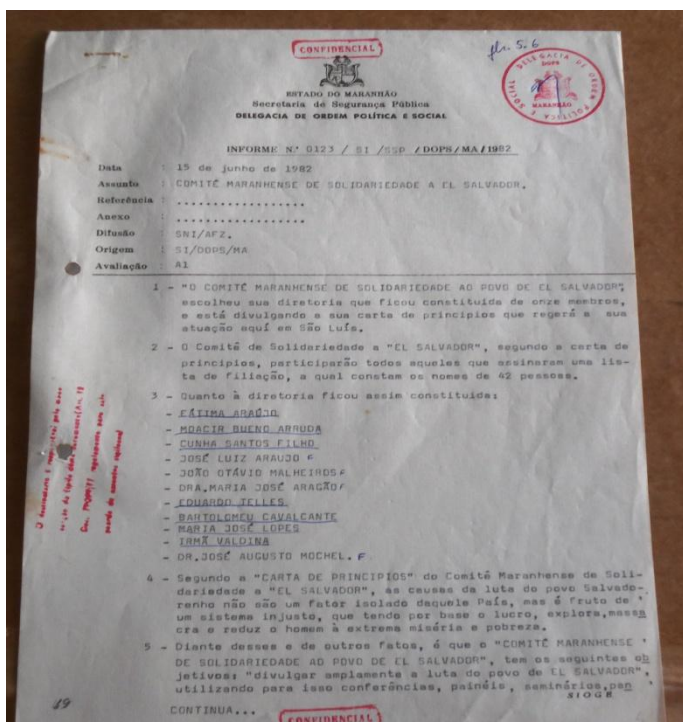 CONFIDENCIAL
fls. 56
DELEGACIA DE ORDEM POLÍTICA E SOCIAL
DOPS
MARANHÃO
ESTADO DO MARANHÃO
Secretaria de Segurança Pública
DELEGACIA DE ORDEM POLÍTICA E SOCIAL
INFORME N.º 0123 / SI /SSP / DOPS / MA / 1982
Data : 15 de junho de 1982
Assunto : COMITÊ MARANHENSE DE SOLIDARIEDADE A EL SALVADOR.
Referência : ..................
Anexo : ..................
Difusão : SNI/AFZ.
Origem : SI/DOPS/MA
Avaliação : A1
1 - "O COMITÊ MARANHENSE DE SOLIDARIEDADE AO POVO DE EL SALVADOR",
escolheu sua diretoria que ficou constituída de onze membros,
e está divulgando a sua carta de princípios que regerá a sua
atuação aquí em São Luís.
2 - O Comitê de Solidariedade a "EL SALVADOR", segundo a carta de
princípios, participarão todos aqueles que assinaram uma lis-
ta de filiação, a qual constam os nomes de 42 pessoas.
3 - Quanto à diretoria ficou assim constituida:
- FÁTIMA ARAÚJO
- MOACIR BUENO ARRUDA
- CUNHA SANTOS FILHO
- JOSÉ LUIZ ARAUJO F
- JOÃO OTÁVIO MALHEIROS F
- DRA.MARIA JOSÉ ARAGÃO F
- EDUARDO TELLES
- BARTOLOMEU CAVALCANTE
- MARIA JOSÉ LOPES
- IRMÃ VALDINA
- DR.JOSÉ AUGUSTO MOCHEL. F
4 - Segundo a "CARTA DE PRINCIPIOS" do Comitê Maranhense de Soli-
dariedade a "EL SALVADOR", as causas da luta do povo Salvado-
renho não são um fator isolado daquele País, mas é fruto de '
um sistema injusto, que tendo por base o lucro, explora,massa
cra e reduz o homem à extrema miséria e pobreza.
5 - Diante desses e de outros fatos, é que o "COMITÊ MARANHENSE '
DE SOLIDARIEDADE AO POVO DE EL SALVADOR", tem os seguintes ob
jetivos: "divulgar amplamente a luta do povo de EL SALVADOR",
utilizando para isso conferências, painéis, seminários,pan '
SIOGE
CONTINUA...
CONFIDENCIAL